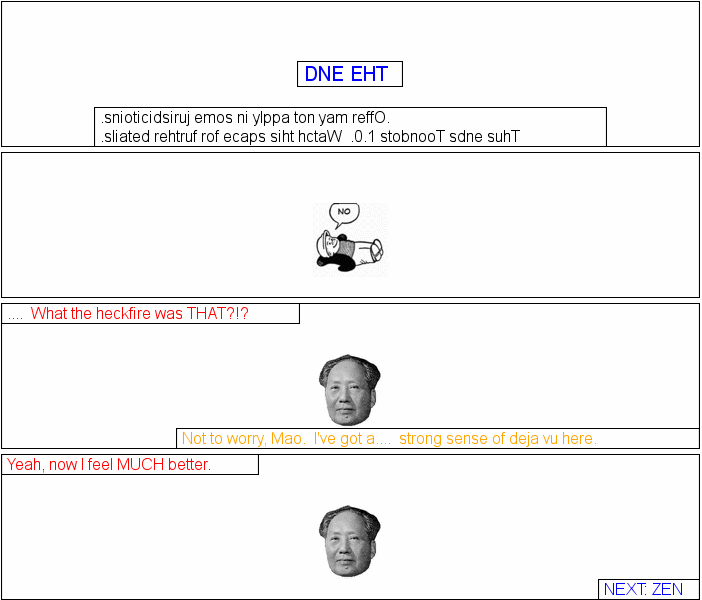 DNE EHT
.snioticidsiruj emos ni ylppa ton yam reffO.
.sliated rehtruf rof ecaps siht hctaW  .0.1 stobnooT sdne suhT
NO
....  What the heckfire was THAT?!?
Not to worry, Mao.  I've got a....  strong sense of deja vu here.
Yeah, now I feel MUCH better.
NEXT: ZEN